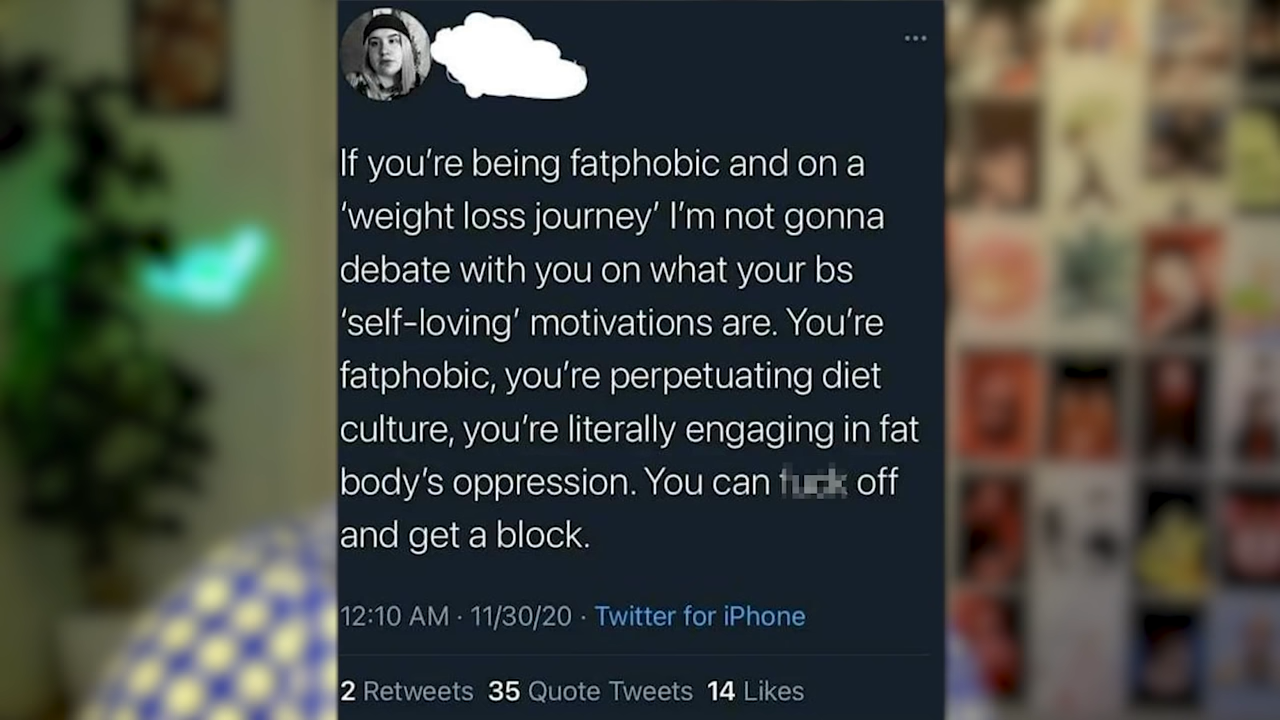 If you're being fatphobic and on a
'weight loss journey' I'm not gonna
debate with you on what your bs
'self-loving' motivations are. You're
fatphobic, you're perpetuating diet
culture, you're literally engaging in fat
body's oppression. You can fuck off
and get a block.
12:10 AM · 11/30/20 · Twitter for iPhone
2 Retweets 35 Quote Tweets 14 Likes